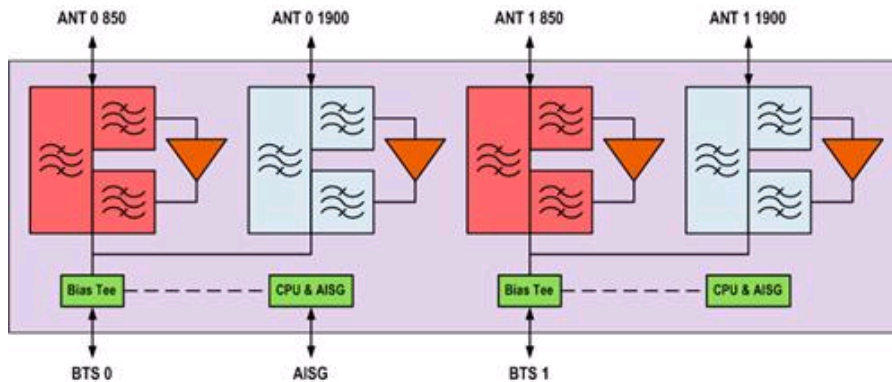 ANT 0 850 ANT 0 1900 ANT 1 850 ANT 1 1900
Bias Tee CPU & AISG Bias Tee CPU & AISG
BTS 0 AISG BTS 1